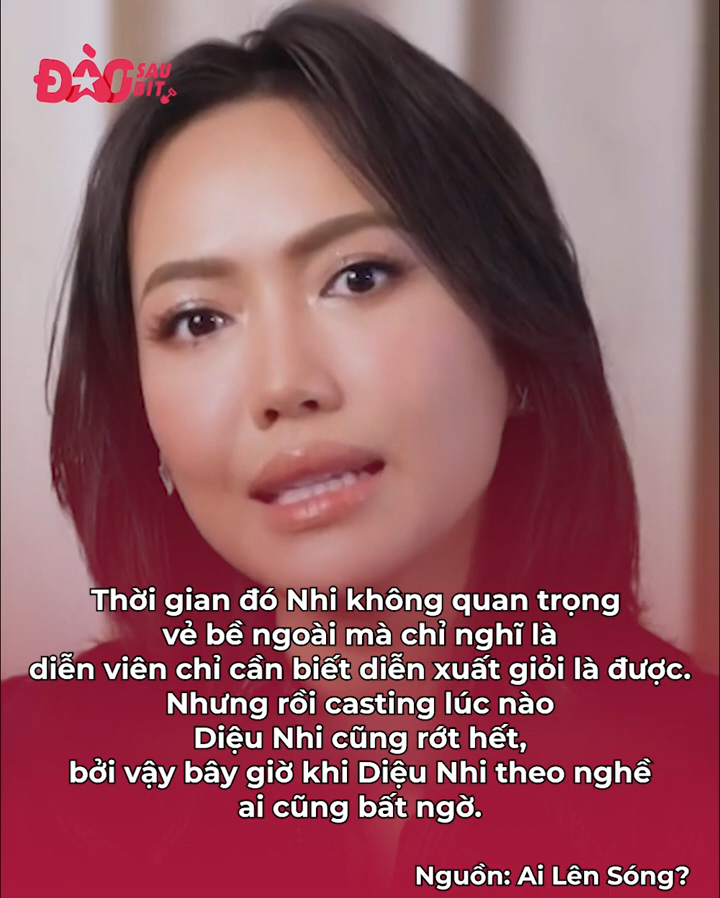 ĐÀO SAU BIT
Thời gian đó Nhi không quan trọng
vẻ bề ngoài mà chỉ nghĩ là
diễn viên chỉ cần biết diễn xuất giỏi là được.
Nhưng rồi casting lúc nào
Diệu Nhi cũng rớt hết,
bởi vậy bây giờ khi Diệu Nhi theo nghề
ai cũng bất ngờ.
Nguồn: Ai Lên Sóng?